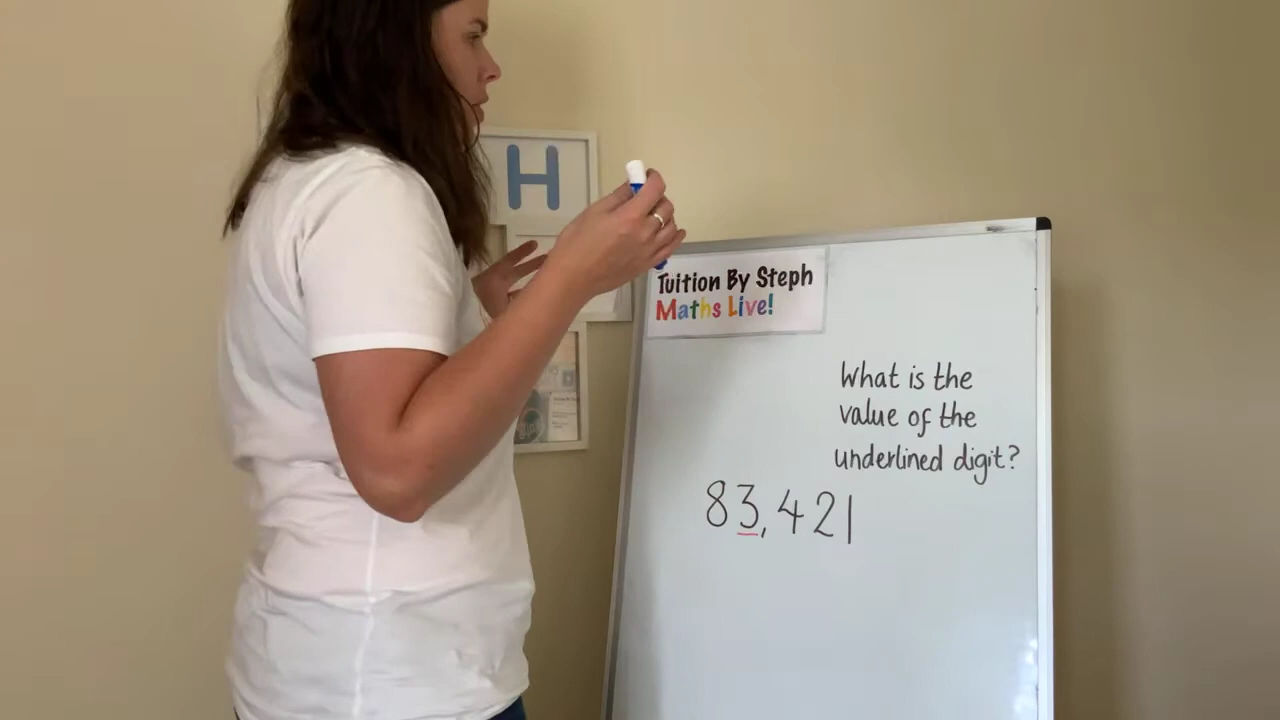 H
Tuition By Steph
Maths Live!
What is the
value of the
underlined digit?
83,421